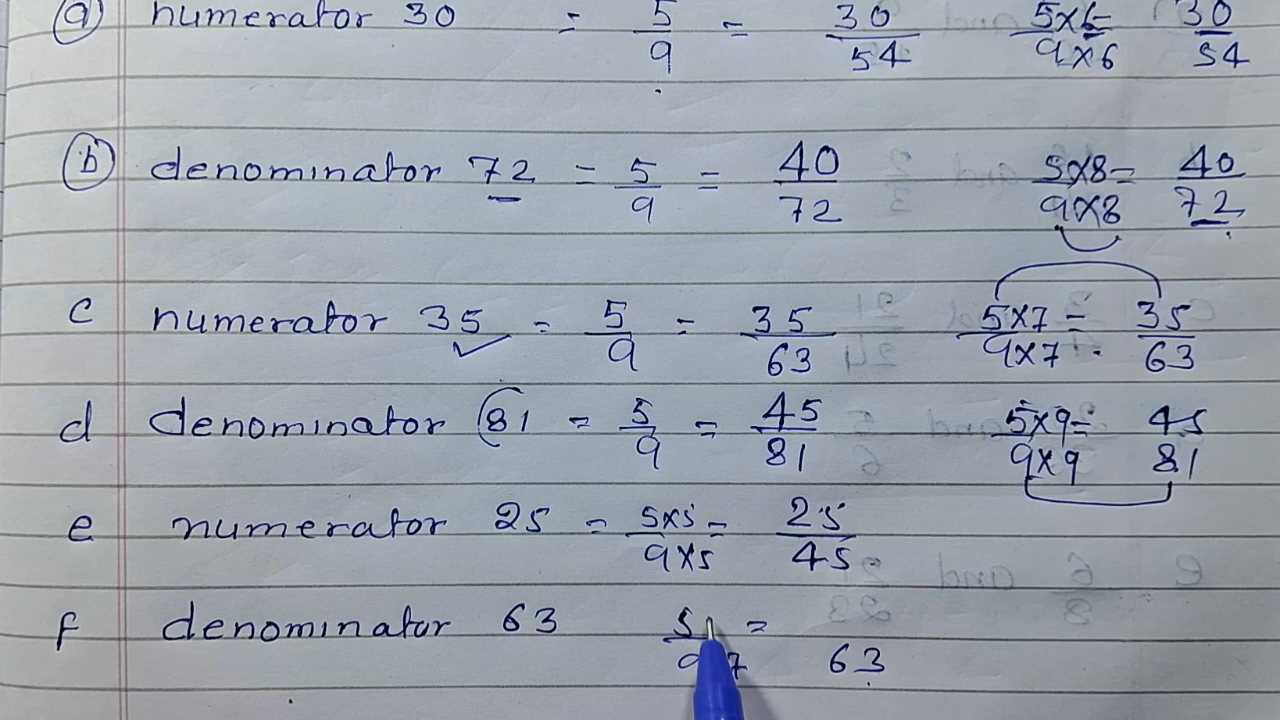 (a) numerator 30 = 5/9 = 30/54 5×6/9×6 = 30/54
(b) denominator 72 = 5/9 = 40/72 5×8/9×8 = 40/72
c numerator 35 = 5/9 = 35/63 5×7/9×7 = 35/63
d denominator (81 = 5/9 = 45/81 5×9/9×9 = 45/81
e numerator 25 = 5×5/9×5 = 25/45
f denominator 63 5/9 7 = 63